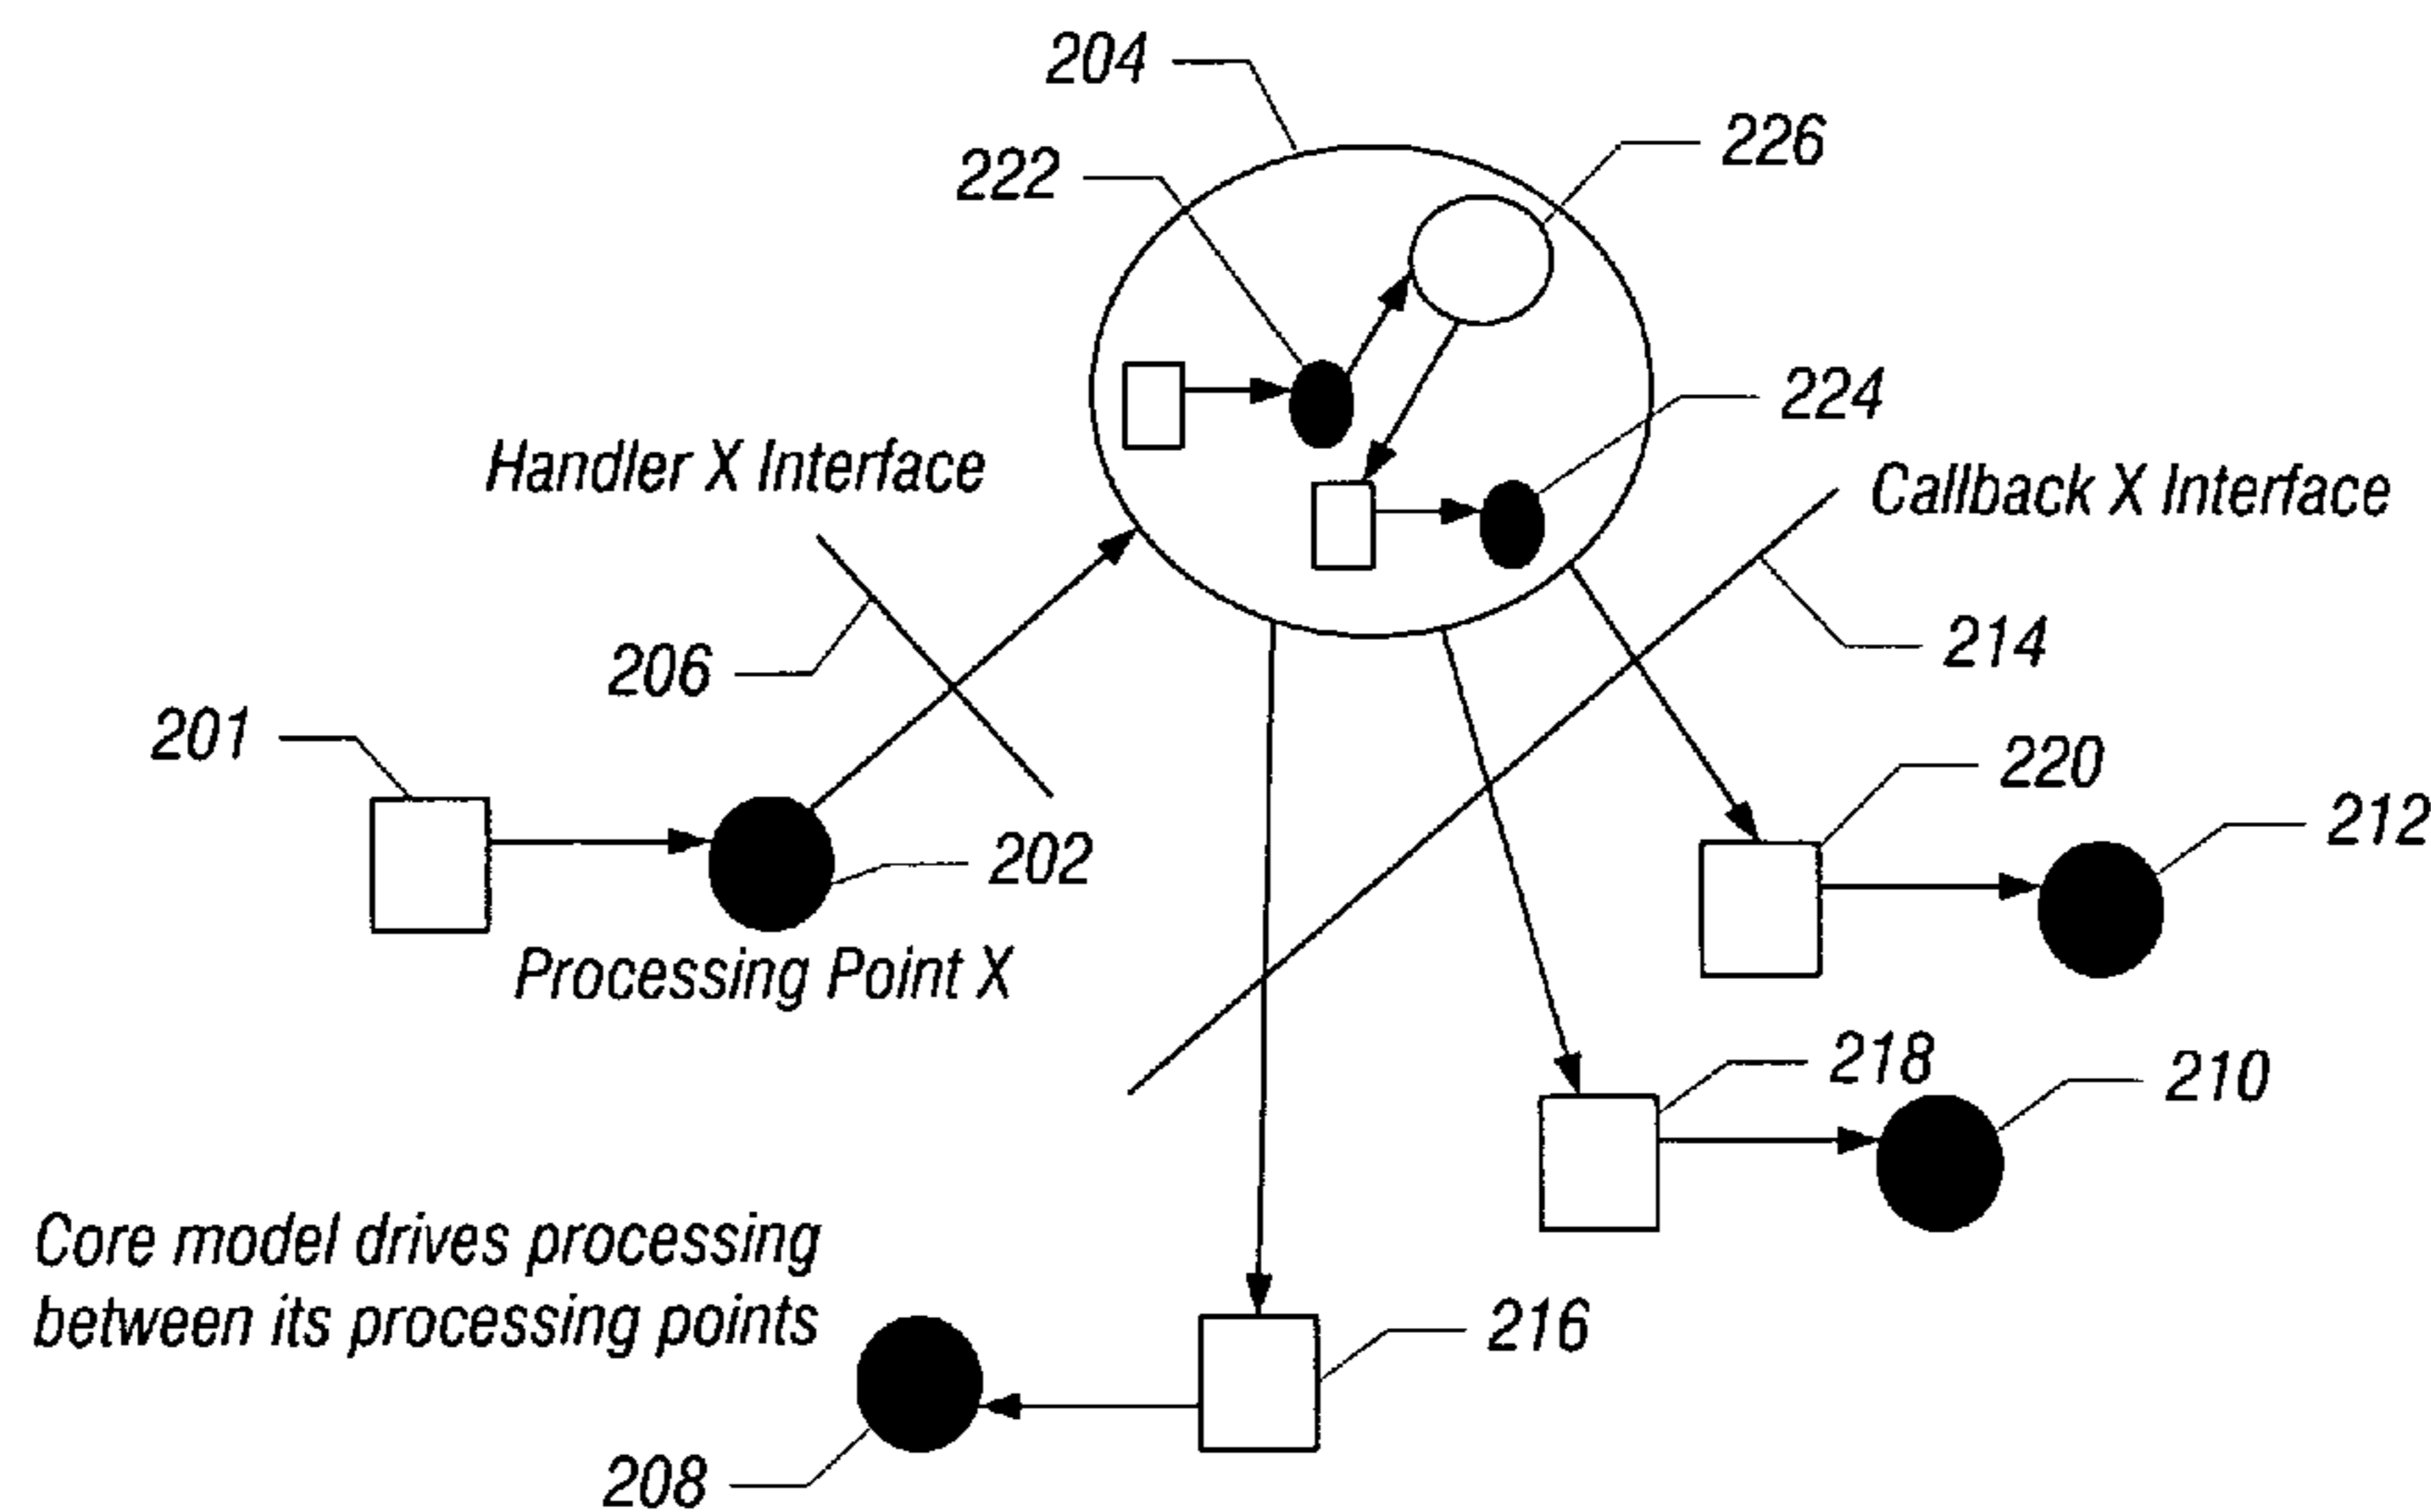 204
226
222
224
Handler X Interface
Callback X Interface
206
214
201
220
212
202
Processing Point X
218
210
Core model drives processing
between its processing points
216
208